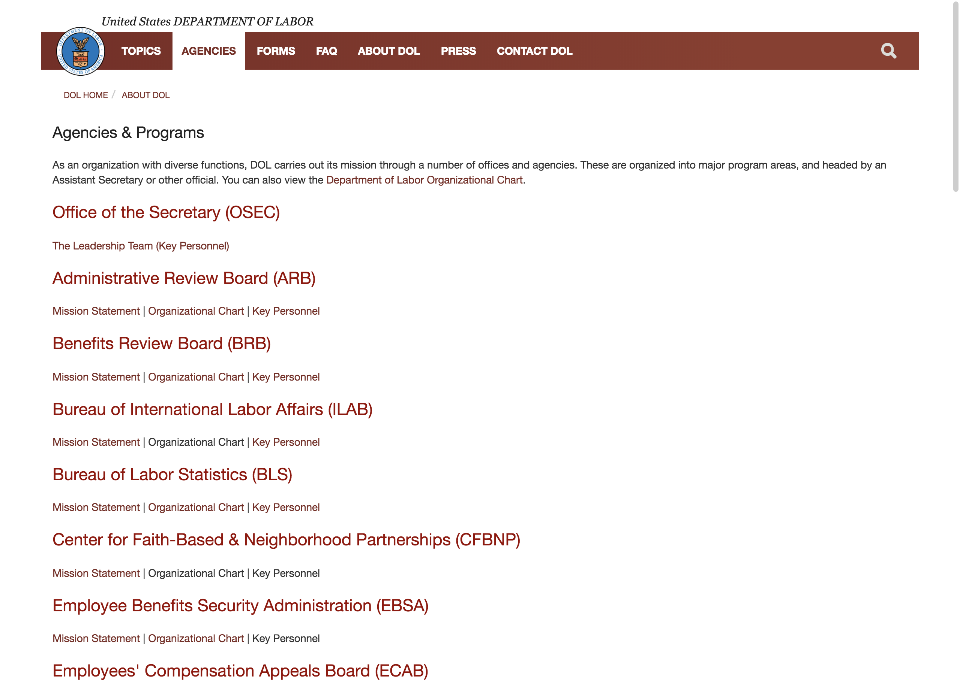 United States DEPARTMENT OF LABOR
TOPICS AGENCIES FORMS FAQ ABOUT DOL PRESS CONTACT DOL
DOL HOME / ABOUT DOL
Agencies & Programs
As an organization with diverse functions, DOL carries out its mission through a number of offices and agencies. These are organized into major program areas, and headed by an
Assistant Secretary or other official. You can also view the Department of Labor Organizational Chart.
Office of the Secretary (OSEC)
The Leadership Team (Key Personnel)
Administrative Review Board (ARB)
Mission Statement | Organizational Chart | Key Personnel
Benefits Review Board (BRB)
Mission Statement | Organizational Chart | Key Personnel
Bureau of International Labor Affairs (ILAB)
Mission Statement | Organizational Chart | Key Personnel
Bureau of Labor Statistics (BLS)
Mission Statement | Organizational Chart | Key Personnel
Center for Faith-Based & Neighborhood Partnerships (CFBNP)
Mission Statement | Organizational Chart | Key Personnel
Employee Benefits Security Administration (EBSA)
Mission Statement | Organizational Chart | Key Personnel
Employees' Compensation Appeals Board (ECAB)